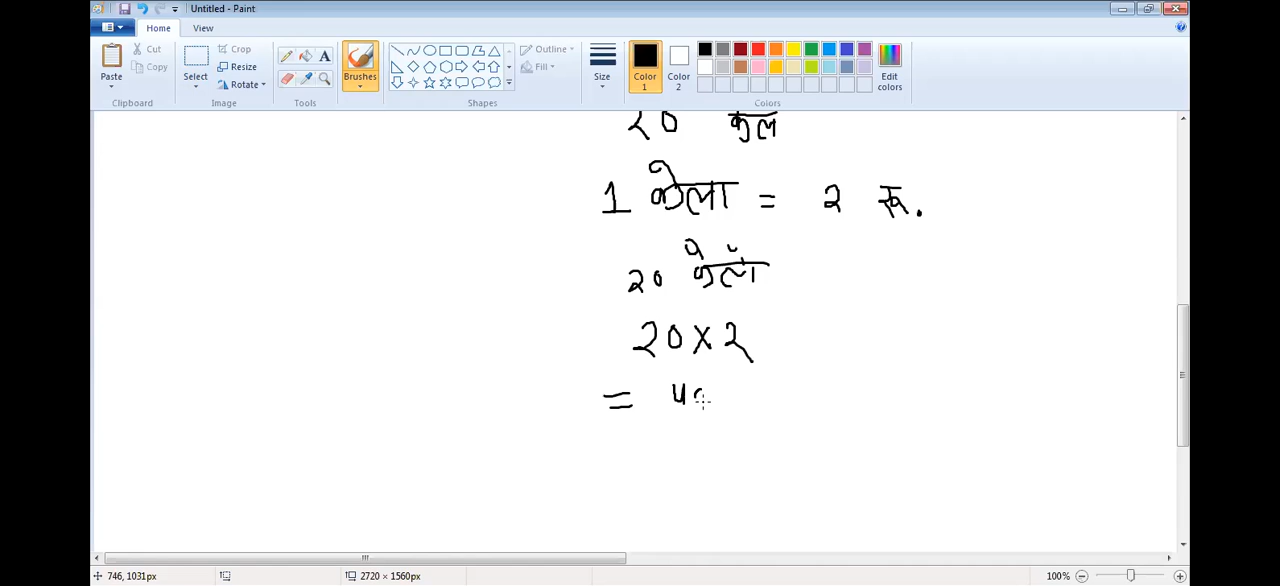 Untitled - Paint
Home View
Paste Cut Copy
Select Crop Resize Rotate
Brushes
Outline Fill
Size
Color 1
Color 2
Edit colors
Clipboard Image Tools Shapes Colors
20
1 केला = 2 रू.
20 केलों
20 X 2
=
746, 1031px 2720 × 1560px 100%